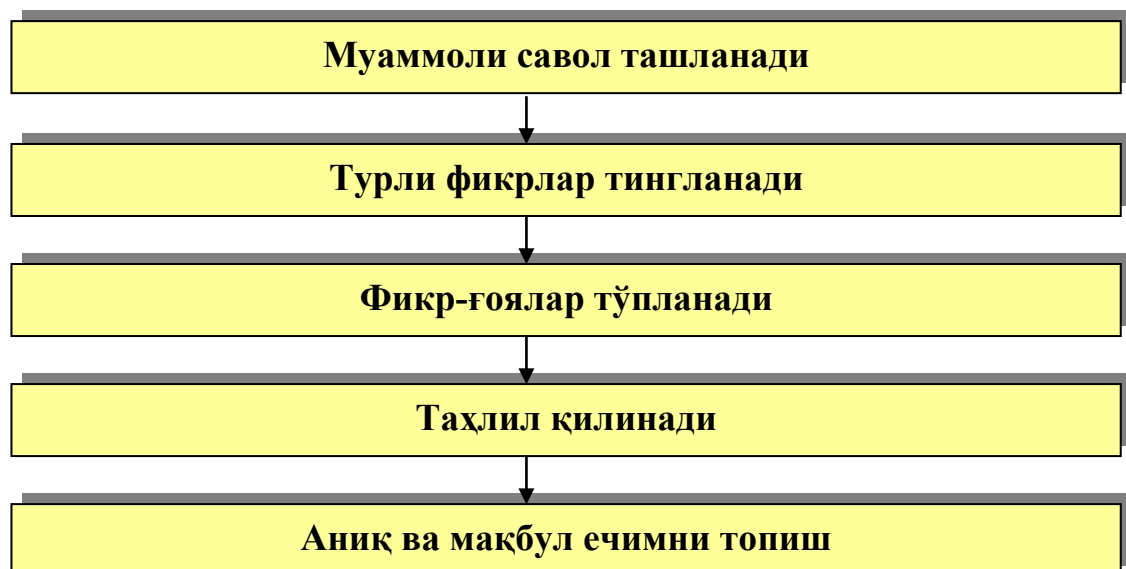 Муаммоли савол ташланади
Турли фикрлар тингланади
Фикр-ғоялар тўпланади
Таҳлил қилинади
Аниқ ва мақбул ечимни топиш